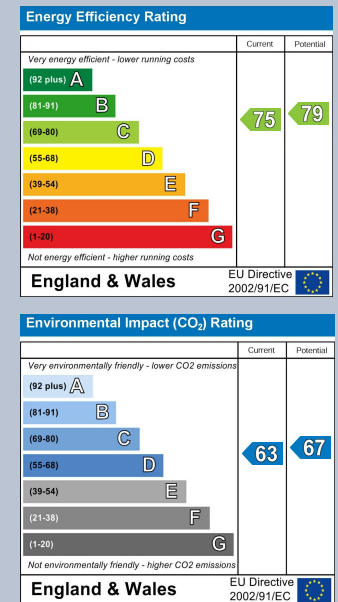 Energy Efficiency Rating
Current Potential
Very energy efficient - lower running costs
(92 plus) A
(81-91) B
(69-80) C
(55-68) D
(39-54) E
(21-38) F
(1-20) G
75 79
Not energy efficient - higher running costs
England & Wales
EU Directive
2002/91/EC
Environmental Impact (CO₂) Rating
Current Potential
Very environmentally friendly - lower CO2 emissions
(92 plus) A
(81-91) B
(69-80) C
(55-68) D
(39-54) E
(21-38) F
(1-20) G
63 67
Not environmentally friendly - higher CO2 emissions
England & Wales
EU Directive
2002/91/EC